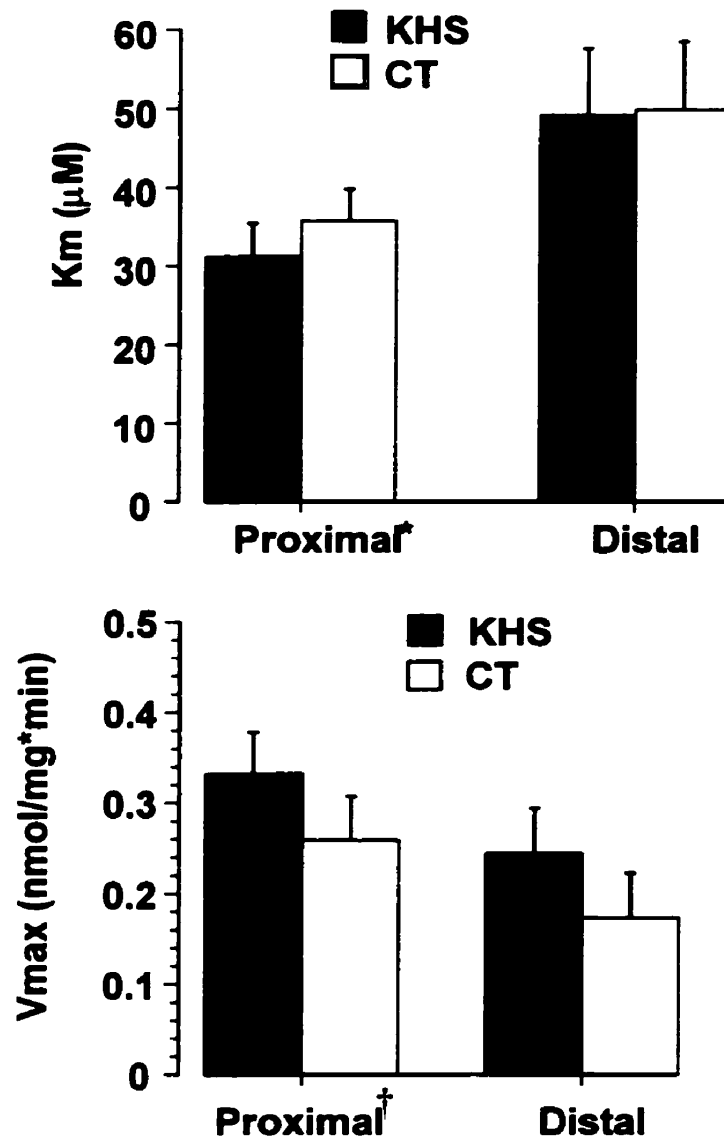 KHS
CT
60
50
40
30
20
10
0
Km (µM)
Proximal* Distal
KHS
CT
0.5
0.4
0.3
0.2
0.1
0
Vmax (nmol/mg*min)
Proximal† Distal